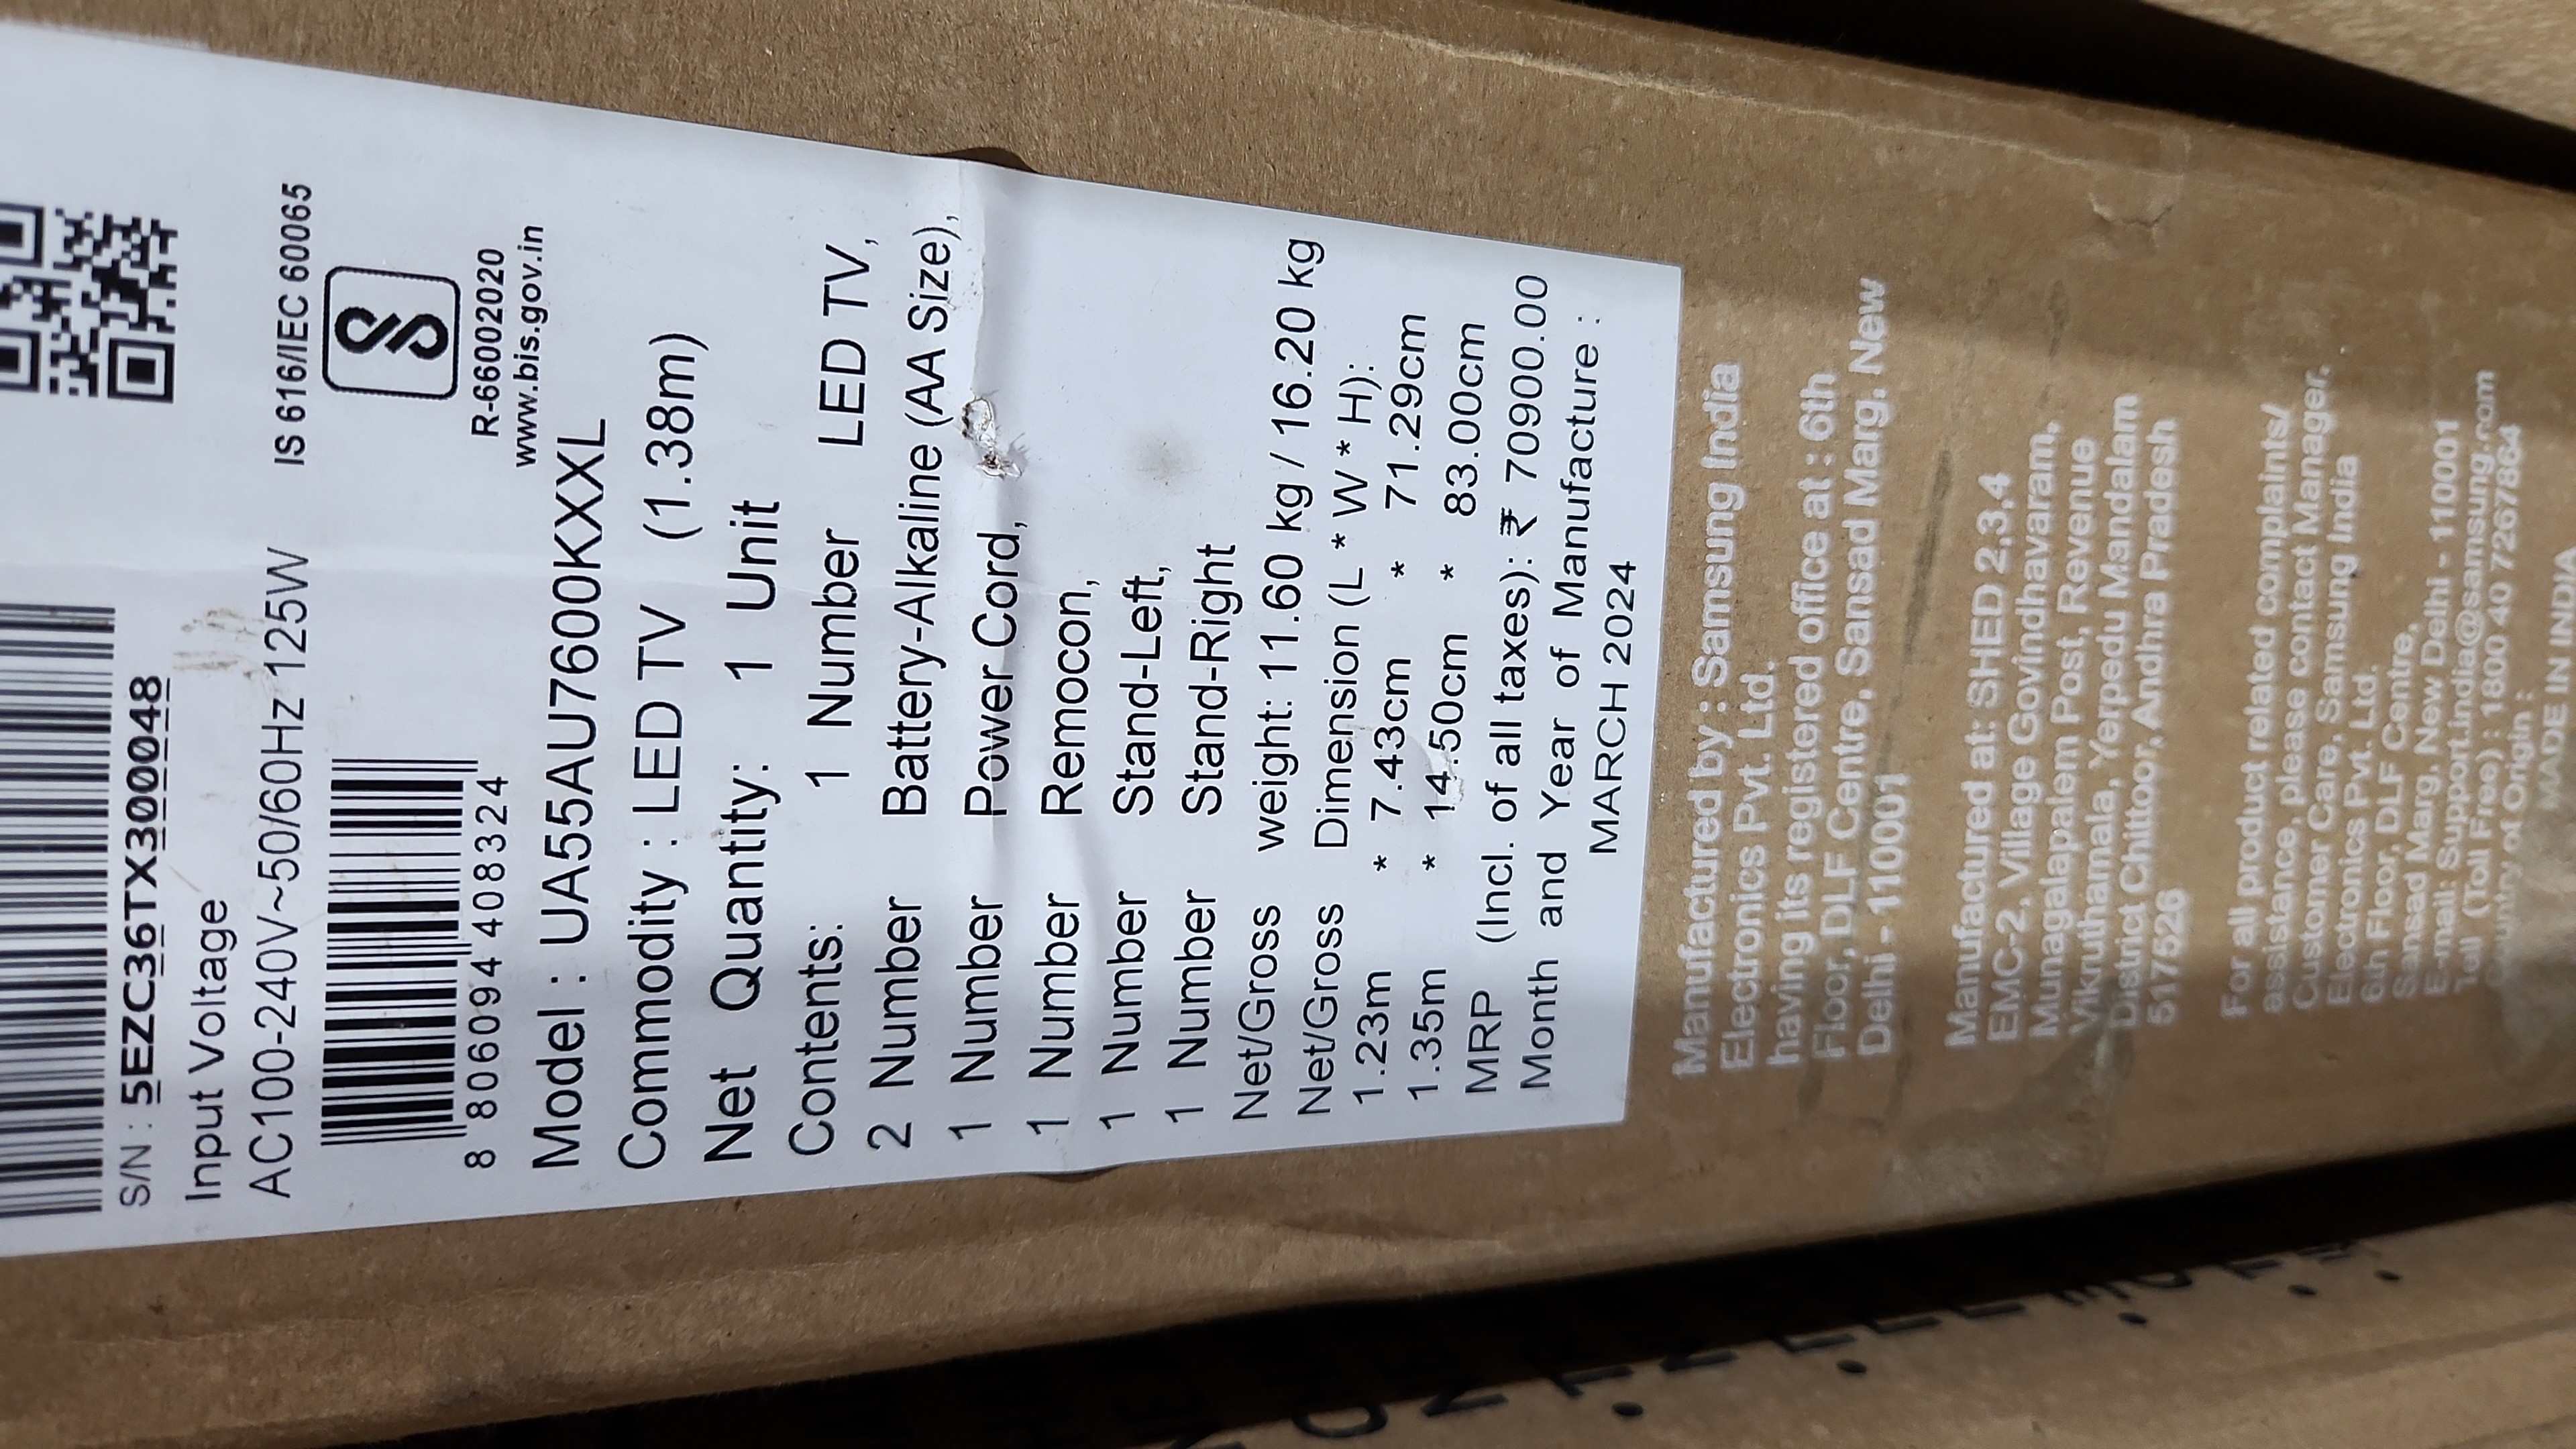 S/N : 5EZC36TX300048
Input Voltage
AC100-240V~50/60Hz 125W
IS 616/IEC 60065
R-66002020
www.bis.gov.in
8 806094 408324
Model : UA55AU7600KXXL
Commodity : LED TV (1.38m)
Net Quantity: 1 Unit
Contents: 1 Number LED TV,
2 Number Battery-Alkaline (AA Size),
1 Number Power Cord,
1 Number Remocon,
1 Number Stand-Left,
1 Number Stand-Right
Net/Gross weight: 11.60 kg / 16.20 kg
Net/Gross Dimension (L * W * H):
1.23m * 7.43cm * 71.29cm
1.35m * 14.50cm * 83.00cm
MRP (Incl. of all taxes): ₹ 70900.00
Month and Year of Manufacture :
MARCH 2024
Manufactured by : Samsung India
Electronics Pvt. Ltd.
having its registered office at : 6th
Floor, DLF Centre, Sansad Marg, New
Delhi - 110001
Manufactured at: SHED 2,3,4
EMC-2, Village Govindhavaram,
Munagalapalem Post, Revenue
Vikruthamala, Yerpedu Mandalam
District Chittoor, Andhra Pradesh
517526
For all product related complaints/
assistance, please contact Manager,
Customer Care, Samsung India
Electronics Pvt. Ltd.
6th Floor, DLF Centre,
Sansad Marg, New Delhi - 110001
E-mail: Support.india@samsung.com
Tell (Toll Free) : 1800 40 7267864
Country of Origin :
MADE IN INDIA